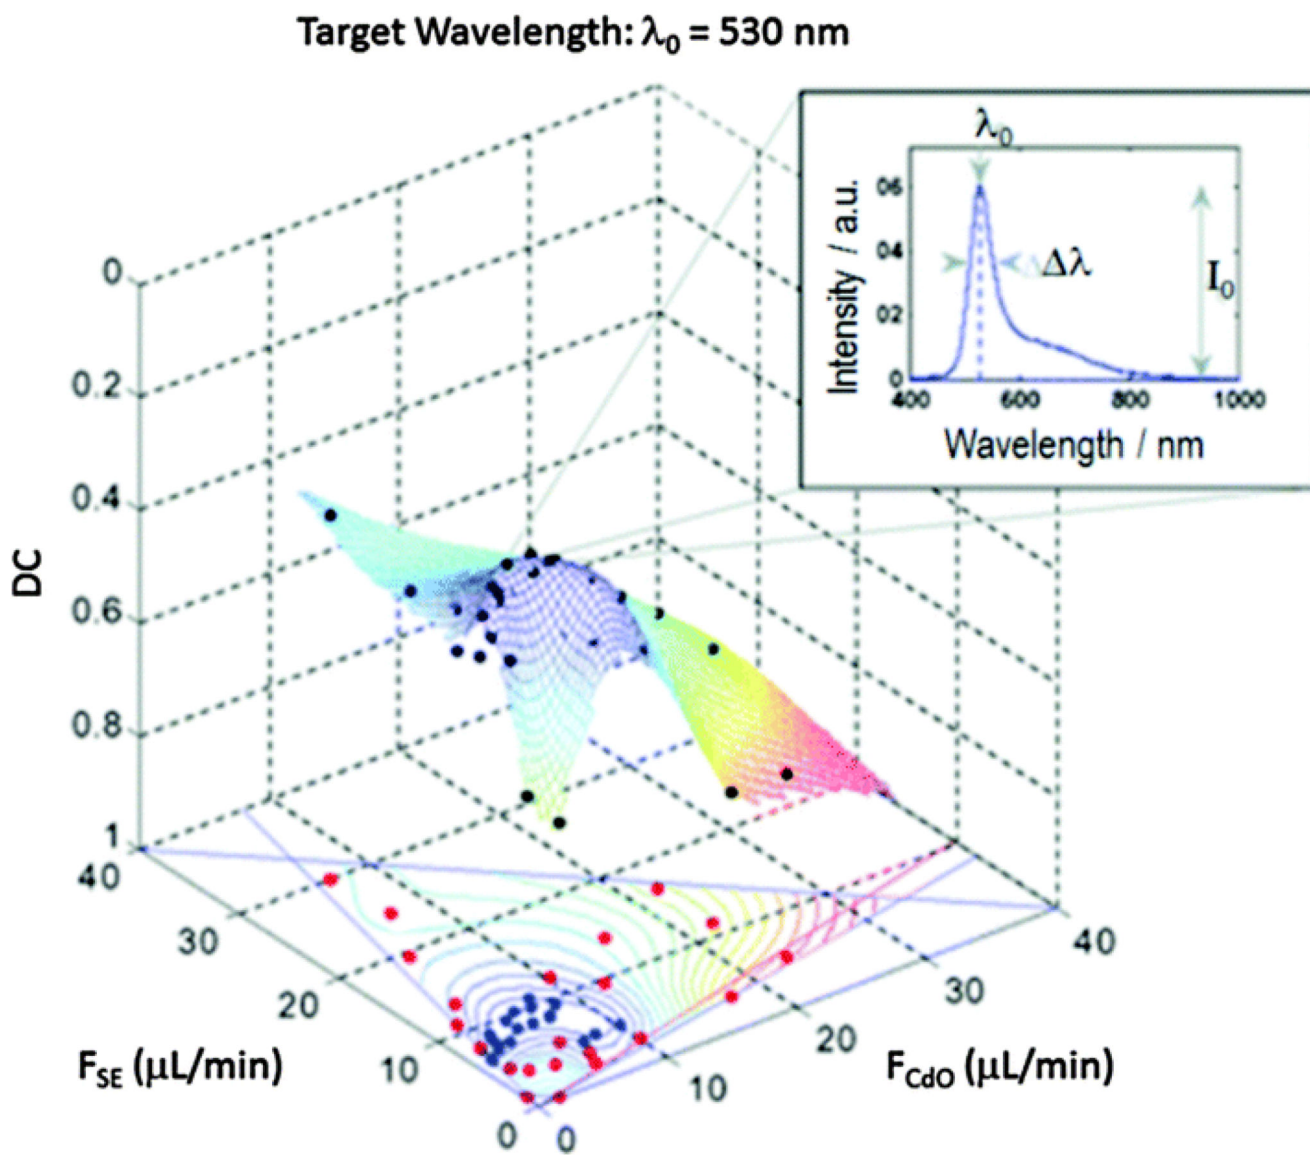 Target Wavelength: λ0 = 530 nm
λ0
06
04
02
0
Intensity / a.u.
Δλ
I0
400 600 800 1000
Wavelength / nm
0
0.2
0.4
0.6
0.8
1
DC
40
30
20
10
0
FSE (μL/min)
0
10
20
30
40
FCdO (μL/min)